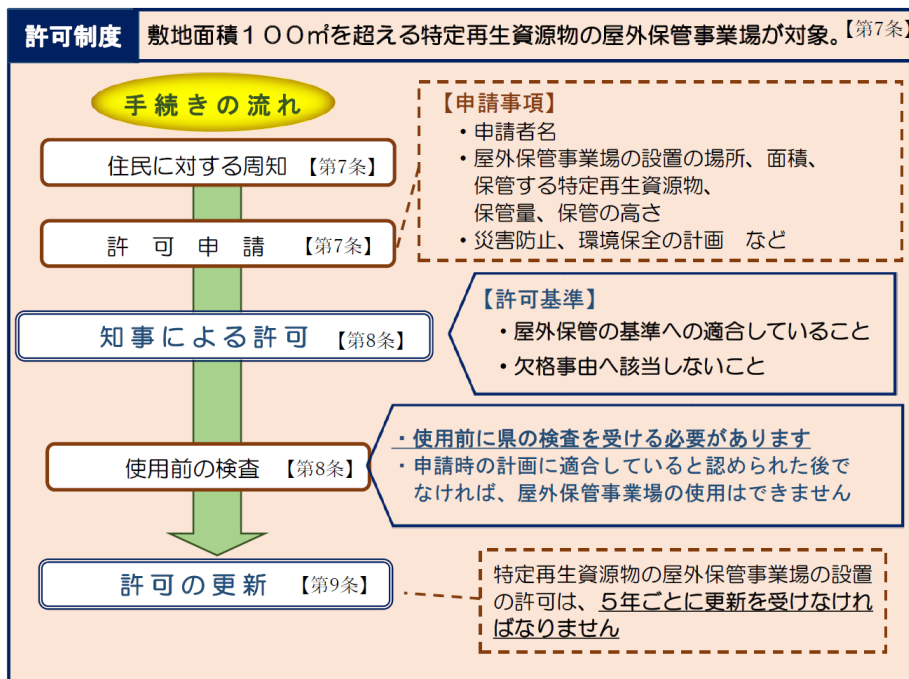 許可制度 敷地面積１００㎡を超える特定再生資源物の屋外保管事業場が対象。【第7条】
手続きの流れ
住民に対する周知 【第7条】
許可申請 【第7条】
【申請事項】
・申請者名
・屋外保管事業場の設置の場所、面積、
保管する特定再生資源物、
保管量、保管の高さ
・災害防止、環境保全の計画 など
知事による許可 【第8条】
【許可基準】
・屋外保管の基準への適合していること
・欠格事由へ該当しないこと
使用前の検査 【第8条】
・使用前に県の検査を受ける必要があります
・申請時の計画に適合していると認められた後で
なければ、屋外保管事業場の使用はできません
許可の更新 【第9条】
特定再生資源物の屋外保管事業場の設置
の許可は、５年ごとに更新を受けなけれ
ばなりません